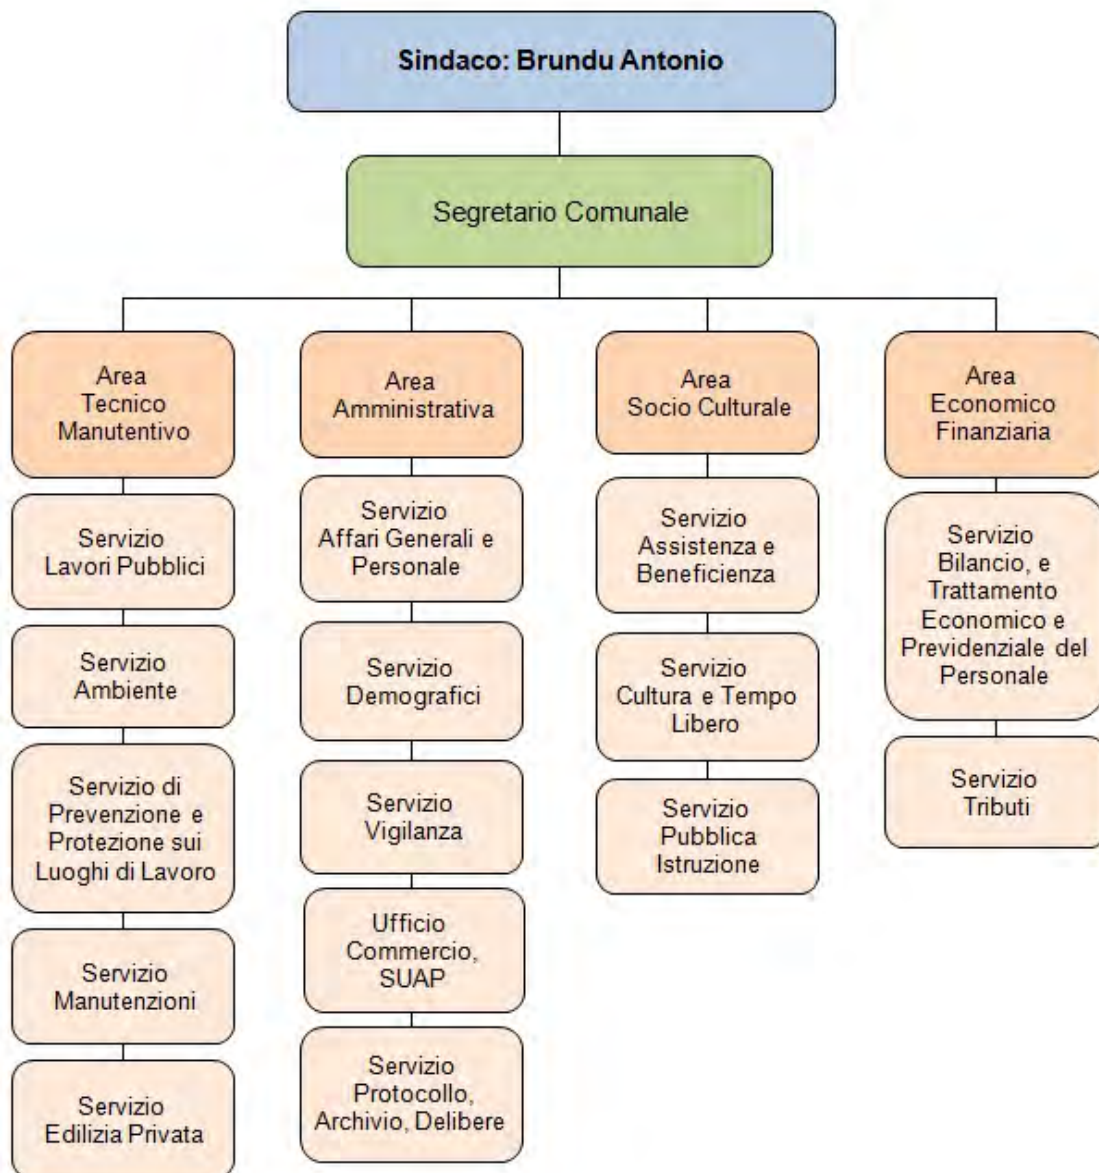 Sindaco: Brundu Antonio
Segretario Comunale
Area
Tecnico
Manutentivo
Servizio
Lavori Pubblici
Servizio
Ambiente
Servizio di
Prevenzione e
Protezione sui
Luoghi di Lavoro
Servizio
Manutenzioni
Servizio
Edilizia Privata
Area
Amministrativa
Servizio
Affari Generali e
Personale
Servizio
Demografici
Servizio
Vigilanza
Ufficio
Commercio,
SUAP
Servizio
Protocollo,
Archivio, Delibere
Area
Socio Culturale
Servizio
Assistenza e
Beneficienza
Servizio
Cultura e Tempo
Libero
Servizio
Pubblica
Istruzione
Area
Economico
Finanziaria
Servizio
Bilancio, e
Trattamento
Economico e
Previdenziale del
Personale
Servizio
Tributi